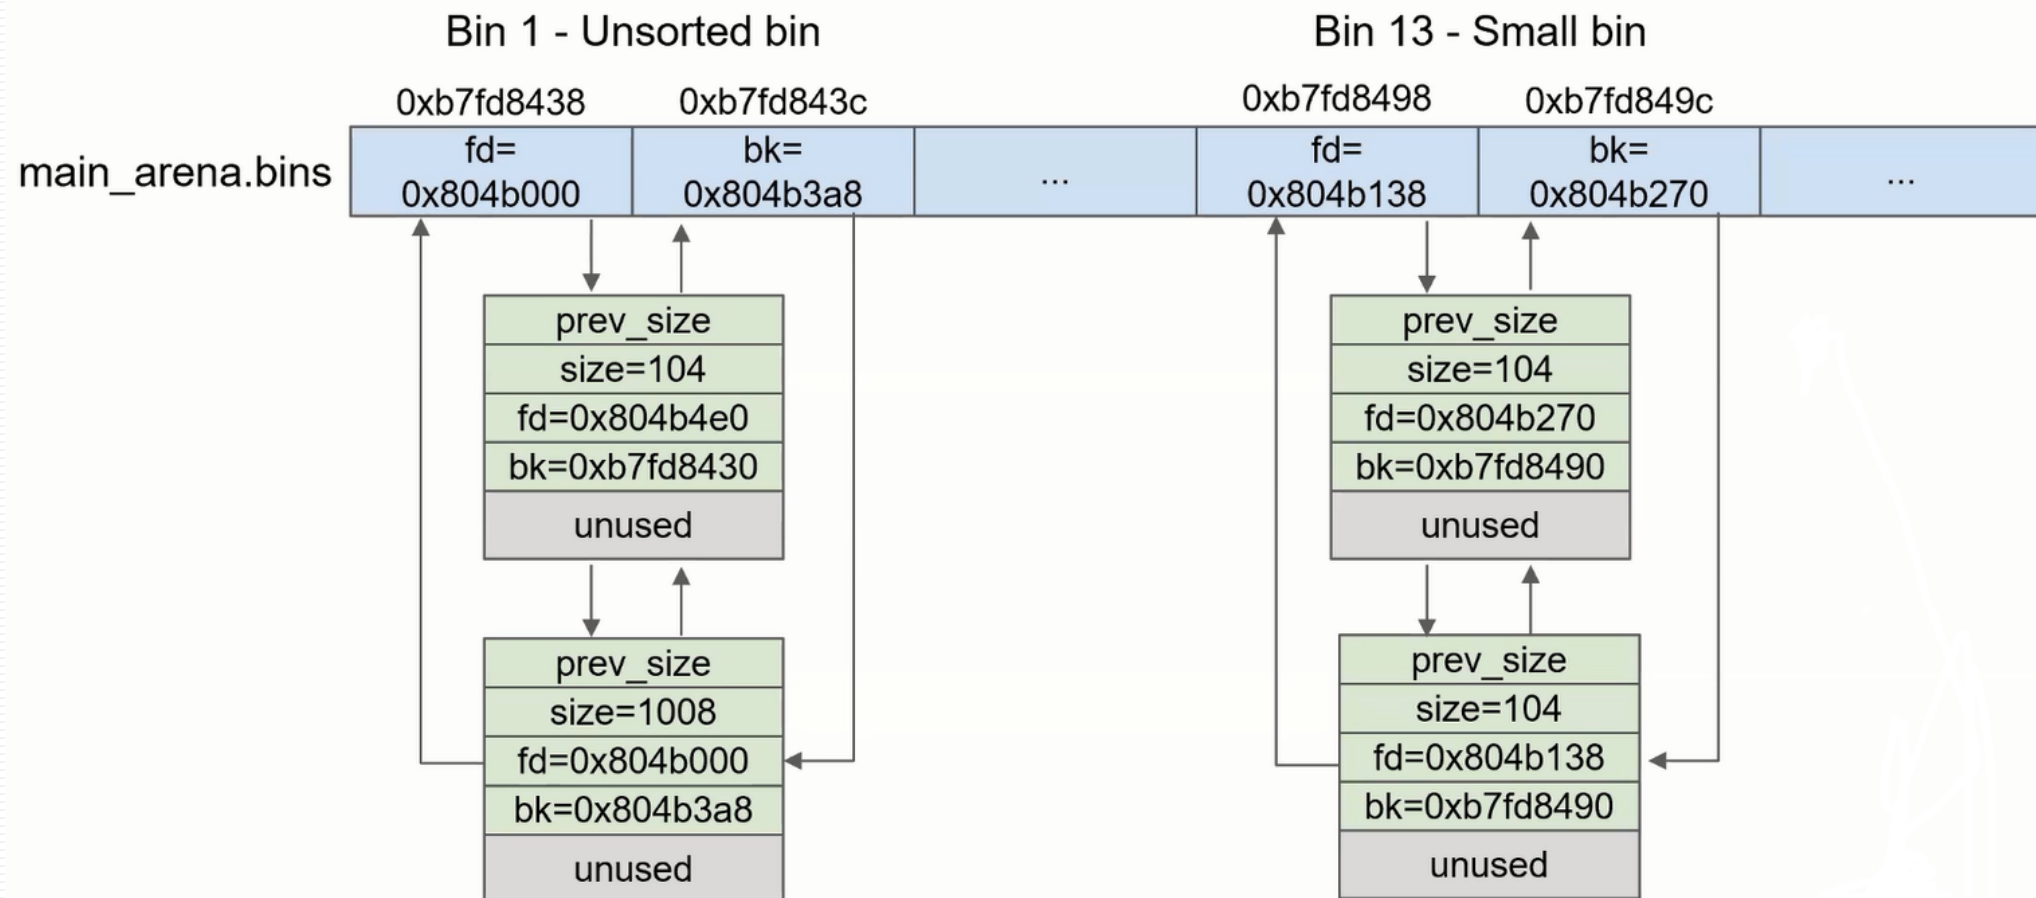 Bin 1 - Unsorted bin
Bin 13 - Small bin
0xb7fd8438
0xb7fd843c
0xb7fd8498
0xb7fd849c
main_arena.bins
fd=
0x804b000
bk=
0x804b3a8
...
fd=
0x804b138
bk=
0x804b270
...
prev_size
size=104
fd=0x804b4e0
bk=0xb7fd8430
unused
prev_size
size=1008
fd=0x804b000
bk=0x804b3a8
unused
prev_size
size=104
fd=0x804b270
bk=0xb7fd8490
unused
prev_size
size=104
fd=0x804b138
bk=0xb7fd8490
unused